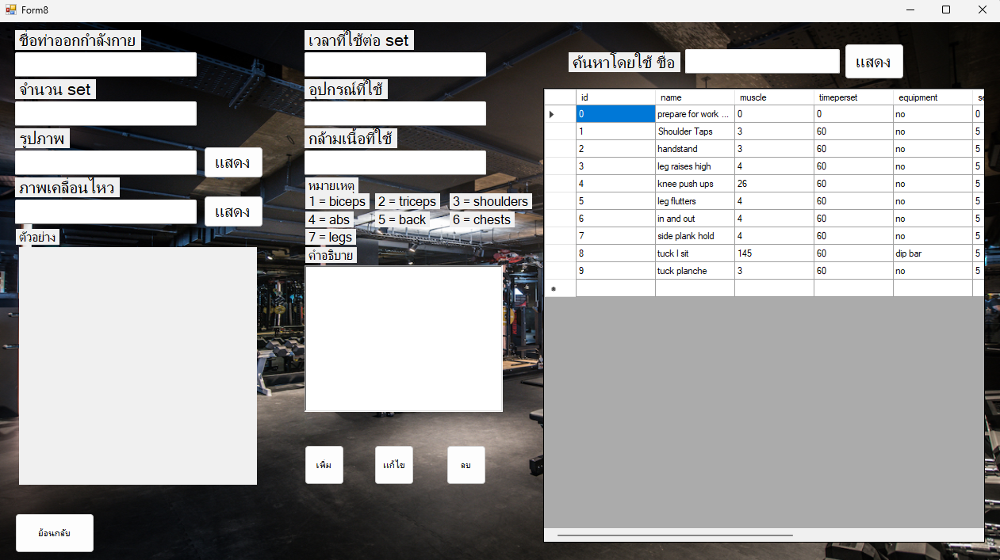 Form8
ชื่อท่าออกกำลังกาย
จำนวน set
รูปภาพ
แสดง
ภาพเคลื่อนไหว
แสดง
ตัวอย่าง
ย้อนกลับ
เวลาที่ใช้ต่อ set
อุปกรณ์ที่ใช้
กล้ามเนื้อที่ใช้
หมายเหตุ
1 = biceps 2 = triceps 3 = shoulders
4 = abs 5 = back 6 = chests
7 = legs
คำอธิบาย
เพิ่ม แก้ไข ลบ
ค้นหาโดยใช้ ชื่อ แสดง
id name muscle timeperset equipment se
0 prepare for work ... 0 0 no 0
1 Shoulder Taps 3 60 no 5
2 handstand 3 60 no 5
3 leg raises high 4 60 no 5
4 knee push ups 26 60 no 5
5 leg flutters 4 60 no 5
6 in and out 4 60 no 5
7 side plank hold 4 60 no 5
8 tuck l sit 145 60 dip bar 5
9 tuck planche 3 60 no 5